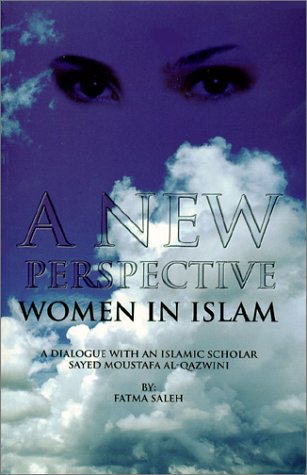 A NEW
PERSPECTIVE
WOMEN IN ISLAM
A DIALOGUE WITH AN ISLAMIC SCHOLAR
SAYED MOUSTAFA AL-QAZWINI
BY:
FATMA SALEH